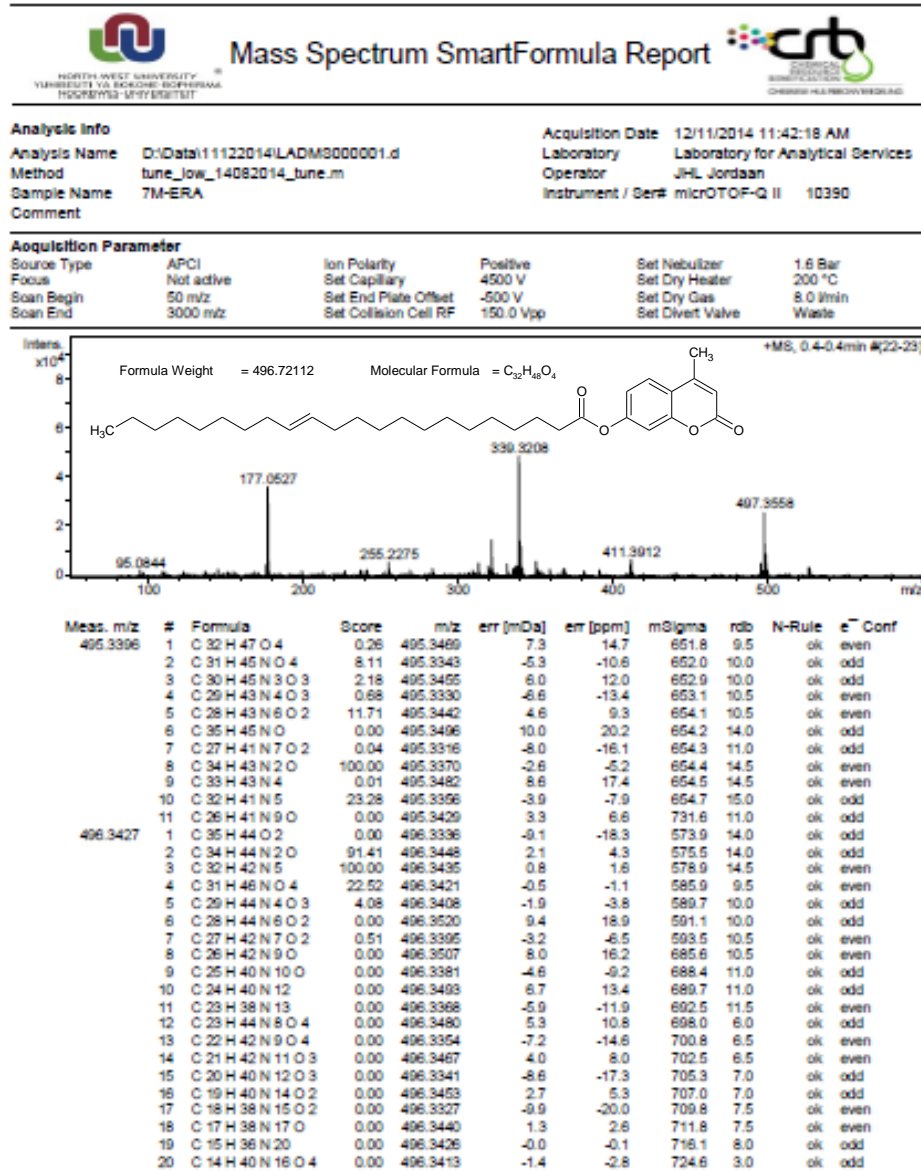 Mass Spectrum SmartFormula Report
NORTH-WEST UNIVERSITY ®
YUNIBESITI YA BOKONE-BOPHIRIMA
NOORDWES-UNIVERSITEIT
crb
CHEMICAL
RESOURCE
BENEFICIATION
Analysis Info
Acquisition Date 12/11/2014 11:42:18 AM
Analysis Name D:\Data\11122014\LADMS000001.d
Laboratory Laboratory for Analytical Services
Method tune_low_14082014_tune.m
Operator JHL Jordaan
Sample Name 7M-ERA
Instrument / Ser# micrOTOF-Q II 10390
Comment
Acquisition Parameter
Source Type APCI Ion Polarity Positive Set Nebulizer 1.6 Bar
Focus Not active Set Capillary 4500 V Set Dry Heater 200 °C
Scan Begin 50 m/z Set End Plate Offset -500 V Set Dry Gas 8.0 l/min
Scan End 3000 m/z Set Collision Cell RF 150.0 Vpp Set Divert Valve Waste
Intens.
x10⁴
+MS, 0.4-0.4min #(22-23)
Formula Weight = 496.72112 Molecular Formula = C₃₂H₄₈O₄
CH₃
H₃C
O
O
O
O
8
6
4
2
0
95.0844
177.0527
255.2275
339.3208
411.3912
497.3558
100 200 300 400 500 m/z
Meas. m/z # Formula Score m/z err [mDa] err [ppm] mSigma rdb N-Rule e⁻ Conf
495.3396 1 C 32 H 47 O 4 0.26 495.3469 7.3 14.7 651.8 9.5 ok even
2 C 31 H 45 N O 4 8.11 495.3343 -5.3 -10.6 652.0 10.0 ok odd
3 C 30 H 45 N 3 O 3 2.18 495.3455 6.0 12.0 652.9 10.0 ok odd
4 C 29 H 43 N 4 O 3 0.68 495.3330 -6.6 -13.4 653.1 10.5 ok even
5 C 28 H 43 N 6 O 2 11.71 495.3442 4.6 9.3 654.1 10.5 ok even
6 C 35 H 45 N O 0.00 495.3496 10.0 20.2 654.2 14.0 ok odd
7 C 27 H 41 N 7 O 2 0.04 495.3316 -8.0 -16.1 654.3 11.0 ok odd
8 C 34 H 43 N 2 O 100.00 495.3370 -2.6 -5.2 654.4 14.5 ok even
9 C 33 H 43 N 4 0.01 495.3482 8.6 17.4 654.5 14.5 ok even
10 C 32 H 41 N 5 23.28 495.3356 -3.9 -7.9 654.7 15.0 ok odd
11 C 26 H 41 N 9 O 0.00 495.3429 3.3 6.6 731.6 11.0 ok odd
496.3427 1 C 35 H 44 O 2 0.00 496.3336 -9.1 -18.3 573.9 14.0 ok odd
2 C 34 H 44 N 2 O 91.41 496.3448 2.1 4.3 575.5 14.0 ok odd
3 C 32 H 42 N 5 100.00 496.3435 0.8 1.6 578.9 14.5 ok even
4 C 31 H 46 N O 4 22.52 496.3421 -0.5 -1.1 585.9 9.5 ok even
5 C 29 H 44 N 4 O 3 4.08 496.3408 -1.9 -3.8 589.7 10.0 ok odd
6 C 28 H 44 N 6 O 2 0.00 496.3520 9.4 18.9 591.1 10.0 ok odd
7 C 27 H 42 N 7 O 2 0.51 496.3395 -3.2 -6.5 593.5 10.5 ok even
8 C 26 H 42 N 9 O 0.00 496.3507 8.0 16.2 685.6 10.5 ok even
9 C 25 H 40 N 10 O 0.00 496.3381 -4.6 -9.2 688.4 11.0 ok odd
10 C 24 H 40 N 12 0.00 496.3493 6.7 13.4 689.7 11.0 ok odd
11 C 23 H 38 N 13 0.00 496.3368 -5.9 -11.9 692.5 11.5 ok even
12 C 23 H 44 N 8 O 4 0.00 496.3480 5.3 10.8 698.0 6.0 ok odd
13 C 22 H 42 N 9 O 4 0.00 496.3354 -7.2 -14.6 700.8 6.5 ok even
14 C 21 H 42 N 11 O 3 0.00 496.3467 4.0 8.0 702.5 6.5 ok even
15 C 20 H 40 N 12 O 3 0.00 496.3341 -8.6 -17.3 705.3 7.0 ok odd
16 C 19 H 40 N 14 O 2 0.00 496.3453 2.7 5.3 707.0 7.0 ok odd
17 C 18 H 38 N 15 O 2 0.00 496.3327 -9.9 -20.0 709.8 7.5 ok even
18 C 17 H 38 N 17 O 0.00 496.3440 1.3 2.6 711.8 7.5 ok even
19 C 15 H 36 N 20 0.00 496.3426 -0.0 -0.1 716.1 8.0 ok odd
20 C 14 H 40 N 16 O 4 0.00 496.3413 -1.4 -2.8 724.6 3.0 ok odd